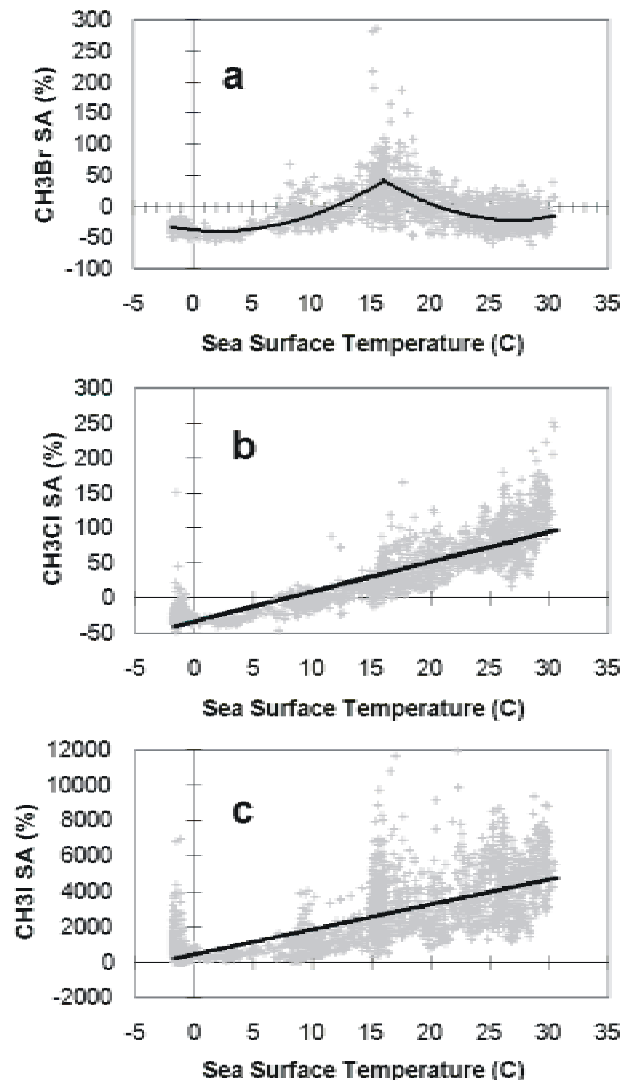 300
250
200
150
100
50
0
-50
-100
CH3Br SA (%)
a
-5 0 5 10 15 20 25 30 35
Sea Surface Temperature (C)
300
250
200
150
100
50
0
-50
CH3Cl SA (%)
b
-5 0 5 10 15 20 25 30 35
Sea Surface Temperature (C)
12000
10000
8000
6000
4000
2000
0
-2000
CH3I SA (%)
c
-5 0 5 10 15 20 25 30 35
Sea Surface Temperature (C)